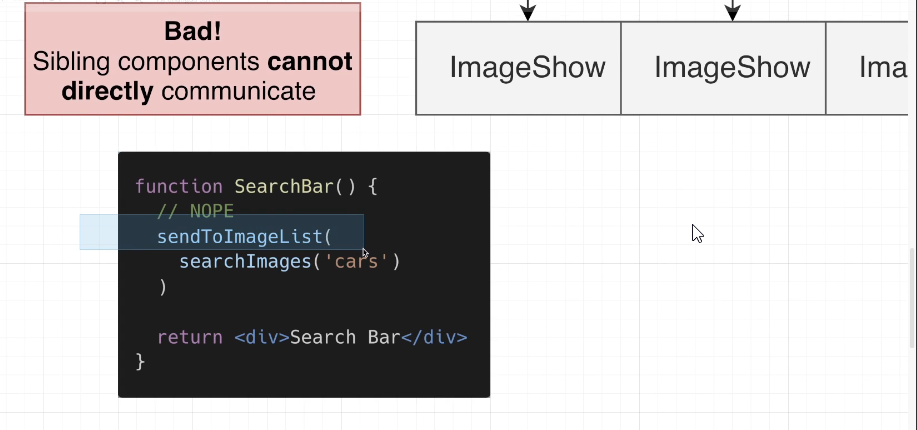 Bad!
Sibling components cannot
directly communicate
ImageShow
ImageShow
Ima
function SearchBar() {
  // NOPE
  sendToImageList(
    searchImages('cars')
  )

  return <div>Search Bar</div>
}